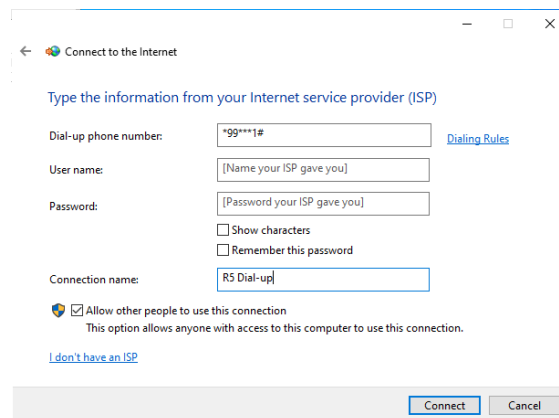 Connect to the Internet
Type the information from your Internet service provider (ISP)
Dial-up phone number: *99***1# Dialing Rules
User name: [Name your ISP gave you]
Password: [Password your ISP gave you]
Show characters
Remember this password
Connection name: R5 Dial-up
Allow other people to use this connection
This option allows anyone with access to this computer to use this connection.
I don't have an ISP
Connect Cancel